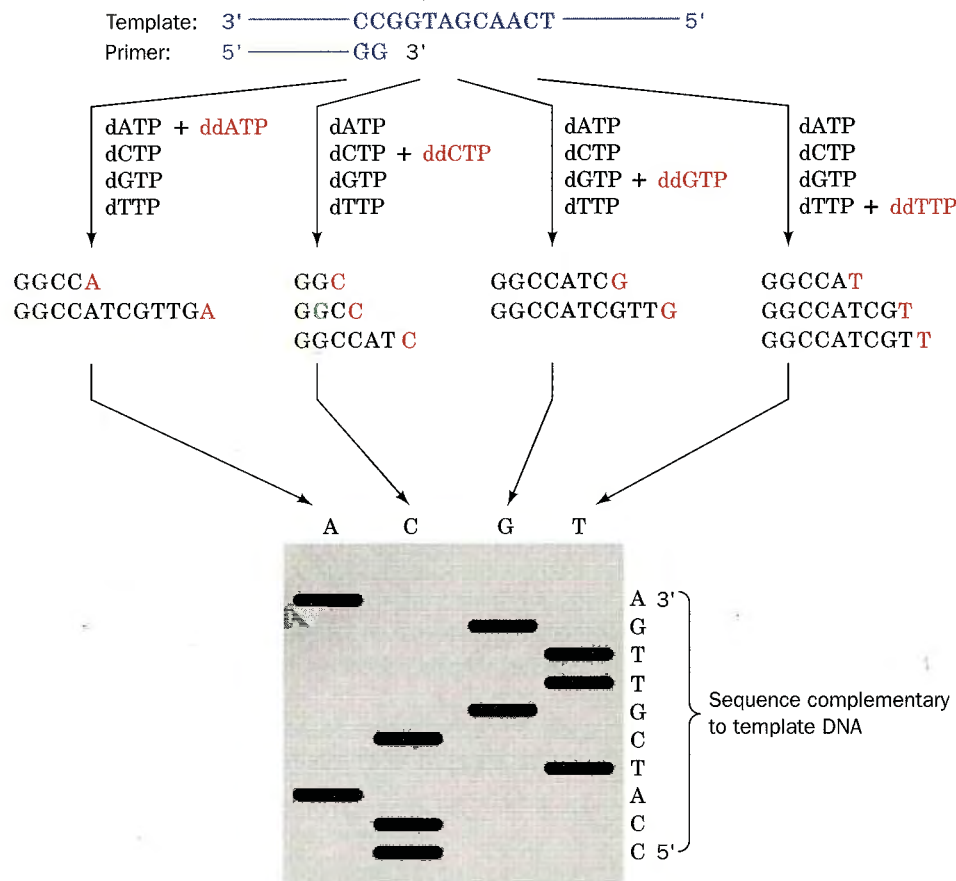 Template: 3' CCGGTAGCAACT 5'
Primer: 5' GG 3'
dATP + ddATP
dCTP
dGTP
dTTP
dATP
dCTP + ddCTP
dGTP
dTTP
dATP
dCTP
dGTP + ddGTP
dTTP
dATP
dCTP
dGTP
dTTP + ddTTP
GGCCA
GGCCATCGTTGA
GGC
GGCC
GGCCATC
GGCCATCG
GGCCATCGTTG
GGCCAT
GGCCATCGT
GGCCATCGTT
A C G T
A 3'
G
T
T
G
C
T
A
C
C 5'
Sequence complementary
to template DNA